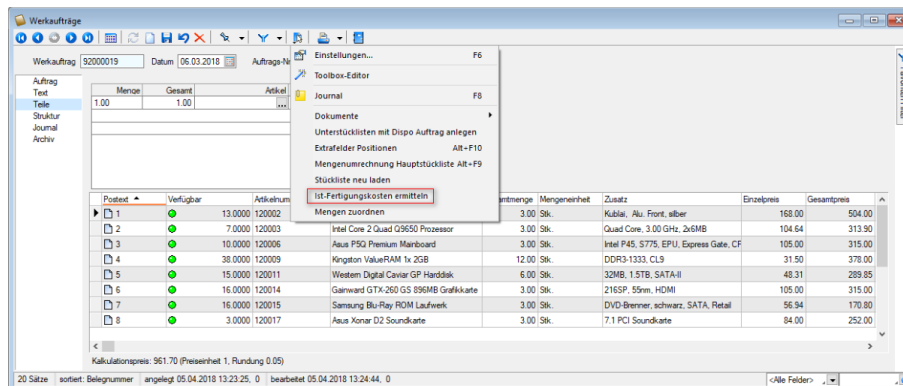 Werkaufträge
Werkauftrag 92000019 Datum 06.03.2018 Auftrags-Nr
Auftrag
Text
Teile
Struktur
Journal
Archiv
Menge Gesamt Artikel
1.00 1.00 ...
Einstellungen... F6
Toolbox-Editor
Journal F8
Dokumente
Unterstücklisten mit Dispo Auftrag anlegen
Extrafelder Positionen Alt+F10
Mengenumrechnung Hauptstückliste Alt+F9
Stückliste neu laden
Ist-Fertigungskosten ermitteln
Mengen zuordnen
Postext Verfügbar Artikelnum amtmenge Mengeneinheit Zusatz Einzelpreis Gesamtpreis
1 13.0000 120002 3.00 Stk. Kublai, Alu. Front, silber 168.00 504.00
2 7.0000 120003 Intel Core 2 Quad Q9650 Prozessor 3.00 Stk. Quad Core, 3.00 GHz, 2x6MB 104.64 313.90
3 10.0000 120006 Asus P5Q Premium Mainboard 3.00 Stk. Intel P45, S775, EPU, Express Gate, CF 105.00 315.00
4 38.0000 120009 Kingston ValueRAM 1x 2GB 12.00 Stk. DDR3-1333, CL9 31.50 378.00
5 15.0000 120011 Western Digital Caviar GP Harddisk 6.00 Stk. 32MB, 1.5TB, SATA-II 48.31 289.85
6 16.0000 120014 Gainward GTX-260 GS 896MB Grafikkarte 3.00 Stk. 216SP, 55nm, HDMI 105.00 315.00
7 16.0000 120015 Samsung Blu-Ray ROM Laufwerk 3.00 Stk. DVD-Brenner, schwarz, SATA, Retail 56.94 170.80
8 3.0000 120017 Asus Xonar D2 Soundkarte 3.00 Stk. 7.1 PCI Soundkarte 84.00 252.00
Kalkulationspreis: 961.70 (Preiseinheit 1, Rundung 0.05)
20 Sätze sortiert: Belegnummer angelegt 05.04.2018 13:23:25, 0 bearbeitet 05.04.2018 13:24:44, 0 <Alle Felder>